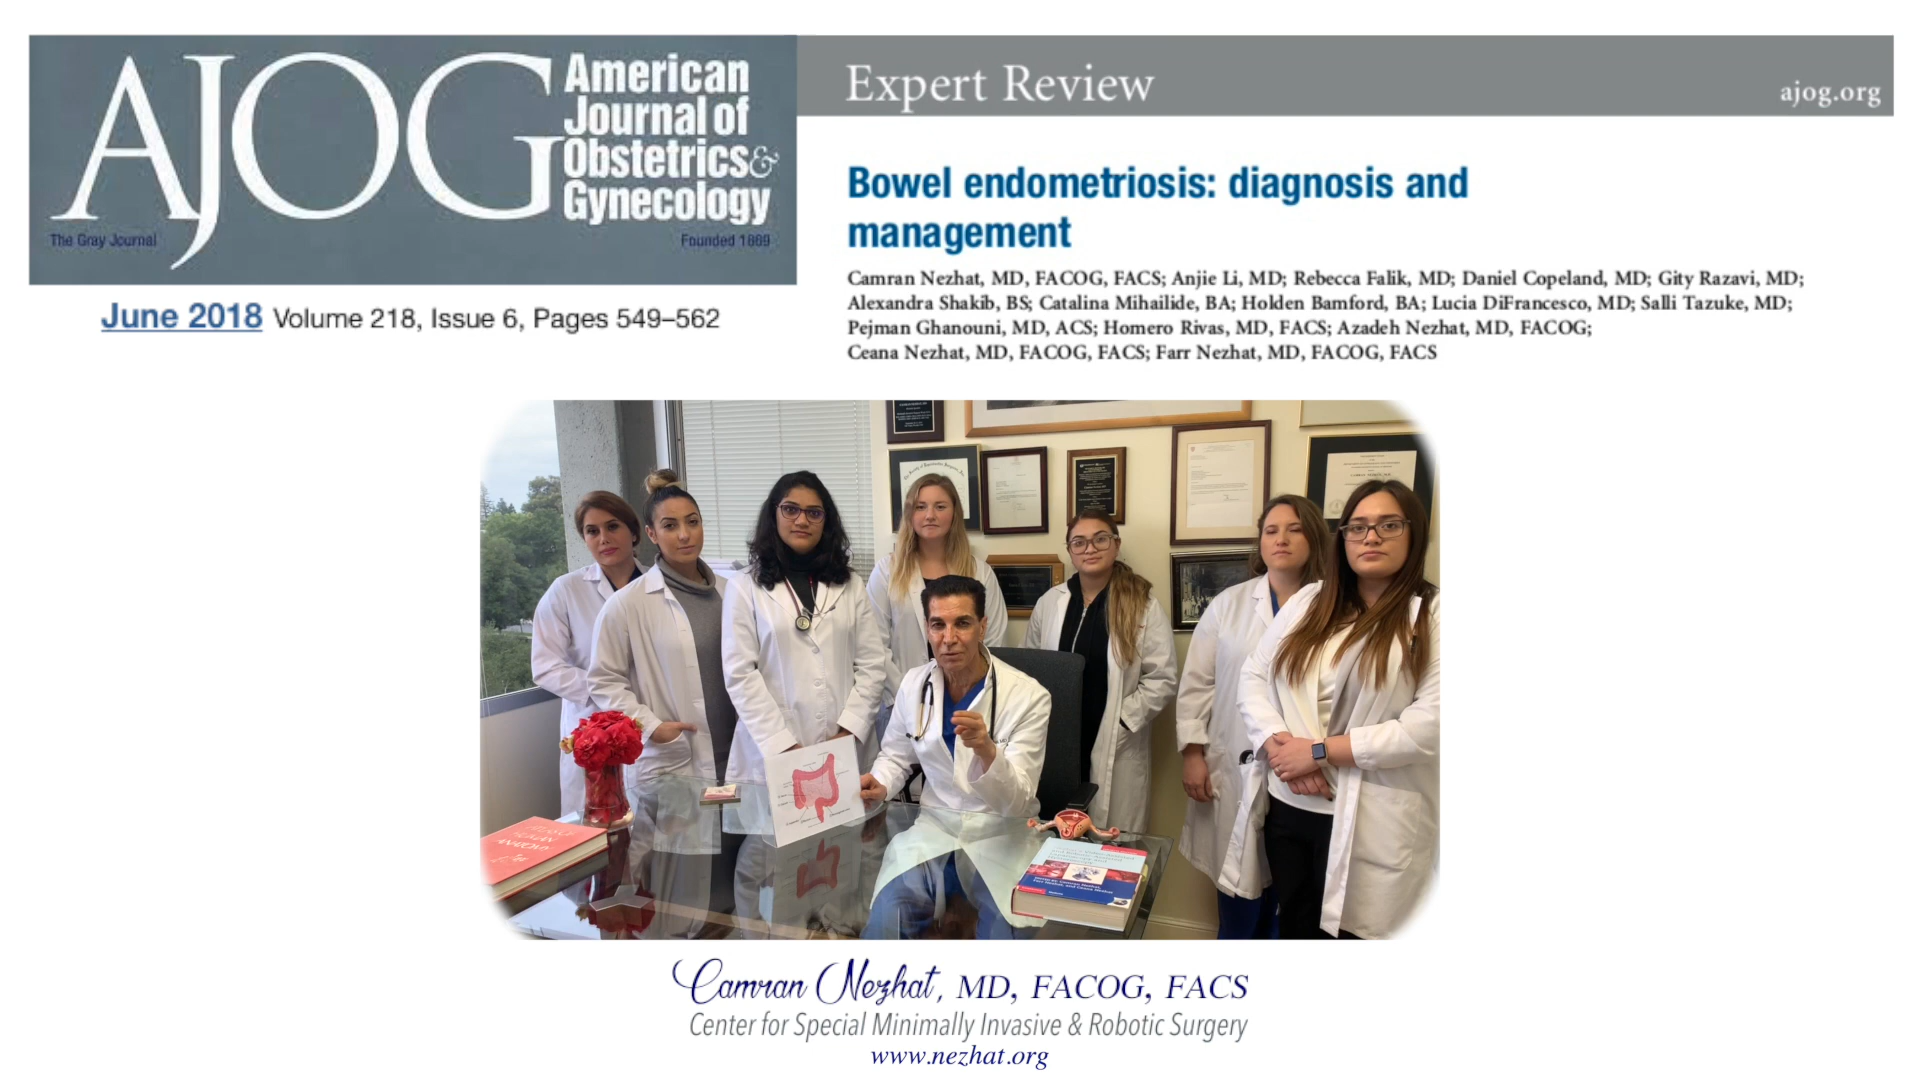 AJOG
American
Journal of
Obstetrics&
Gynecology
The Gray Journal
Founded 1869
June 2018 Volume 218, Issue 6, Pages 549–562
Expert Review
ajog.org
Bowel endometriosis: diagnosis and
management
Camran Nezhat, MD, FACOG, FACS; Anjie Li, MD; Rebecca Falik, MD; Daniel Copeland, MD; Gity Razavi, MD;
Alexandra Shakib, BS; Catalina Mihailide, BA; Holden Bamford, BA; Lucia DiFrancesco, MD; Salli Tazuke, MD;
Pejman Ghanouni, MD, ACS; Homero Rivas, MD, FACS; Azadeh Nezhat, MD, FACOG;
Ceana Nezhat, MD, FACOG, FACS; Farr Nezhat, MD, FACOG, FACS
Camran Nezhat, MD, FACOG, FACS
Center for Special Minimally Invasive & Robotic Surgery
www.nezhat.org